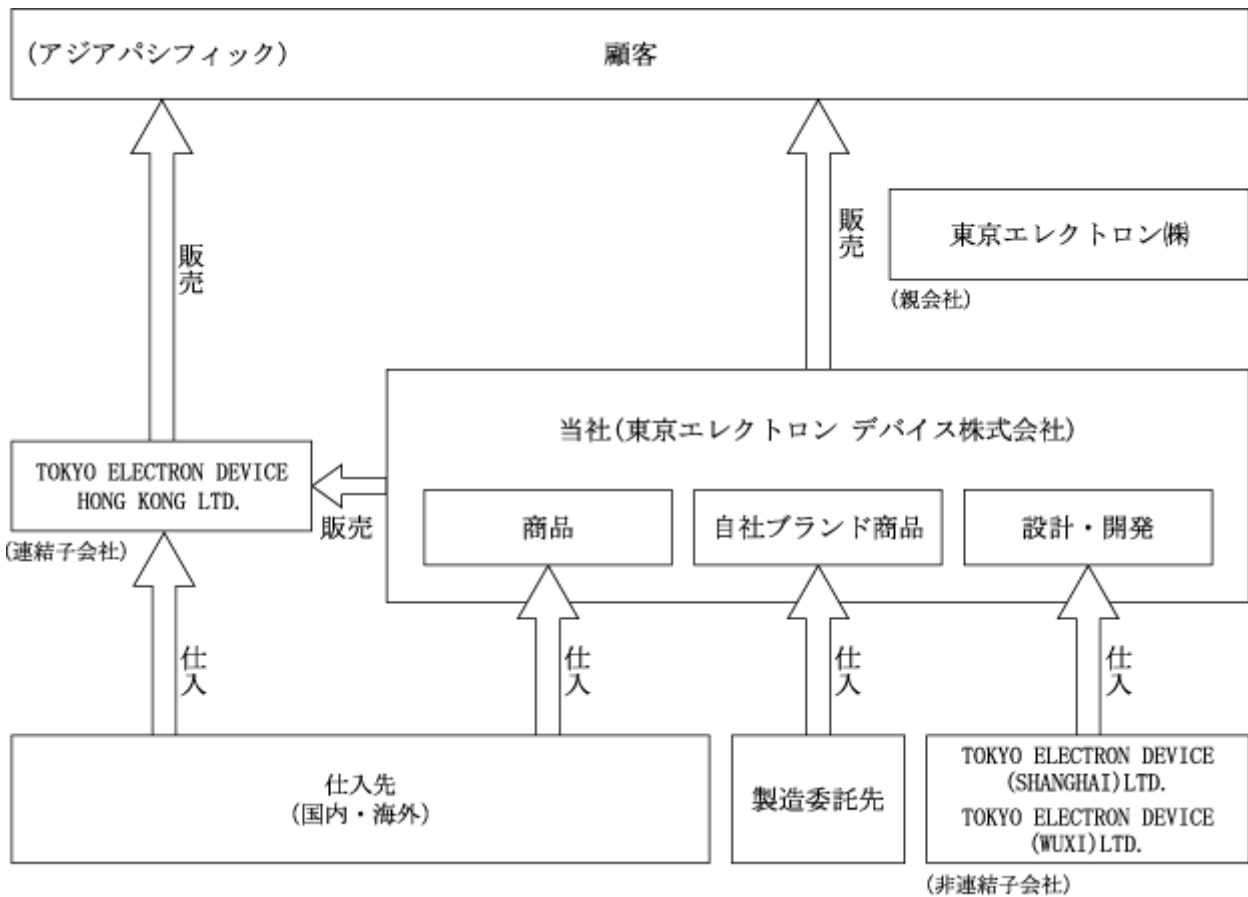 (アジアパシフィック) 顧客
販売
販売
東京エレクトロン㈱
(親会社)
当社(東京エレクトロン デバイス株式会社)
TOKYO ELECTRON DEVICE
HONG KONG LTD.
(連結子会社)
販売
商品
自社ブランド商品
設計・開発
仕入
仕入
仕入
仕入
仕入先
(国内・海外)
製造委託先
TOKYO ELECTRON DEVICE
(SHANGHAI)LTD.
TOKYO ELECTRON DEVICE
(WUXI)LTD.
(非連結子会社)